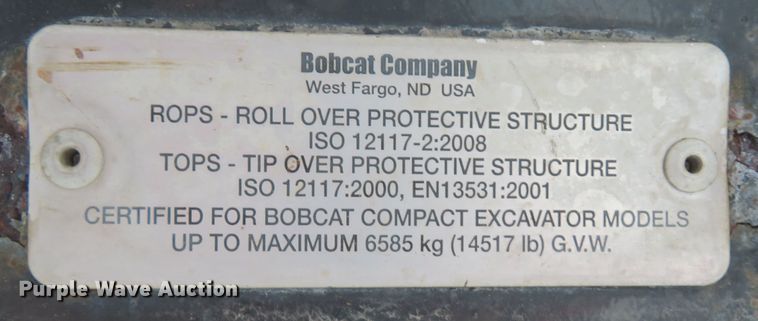 Bobcat Company
West Fargo, ND USA
ROPS - ROLL OVER PROTECTIVE STRUCTURE
ISO 12117-2:2008
TOPS - TIP OVER PROTECTIVE STRUCTURE
ISO 12117:2000, EN13531:2001
CERTIFIED FOR BOBCAT COMPACT EXCAVATOR MODELS
UP TO MAXIMUM 6585 kg (14517 lb) G.V.W.
Purple Wave Auction